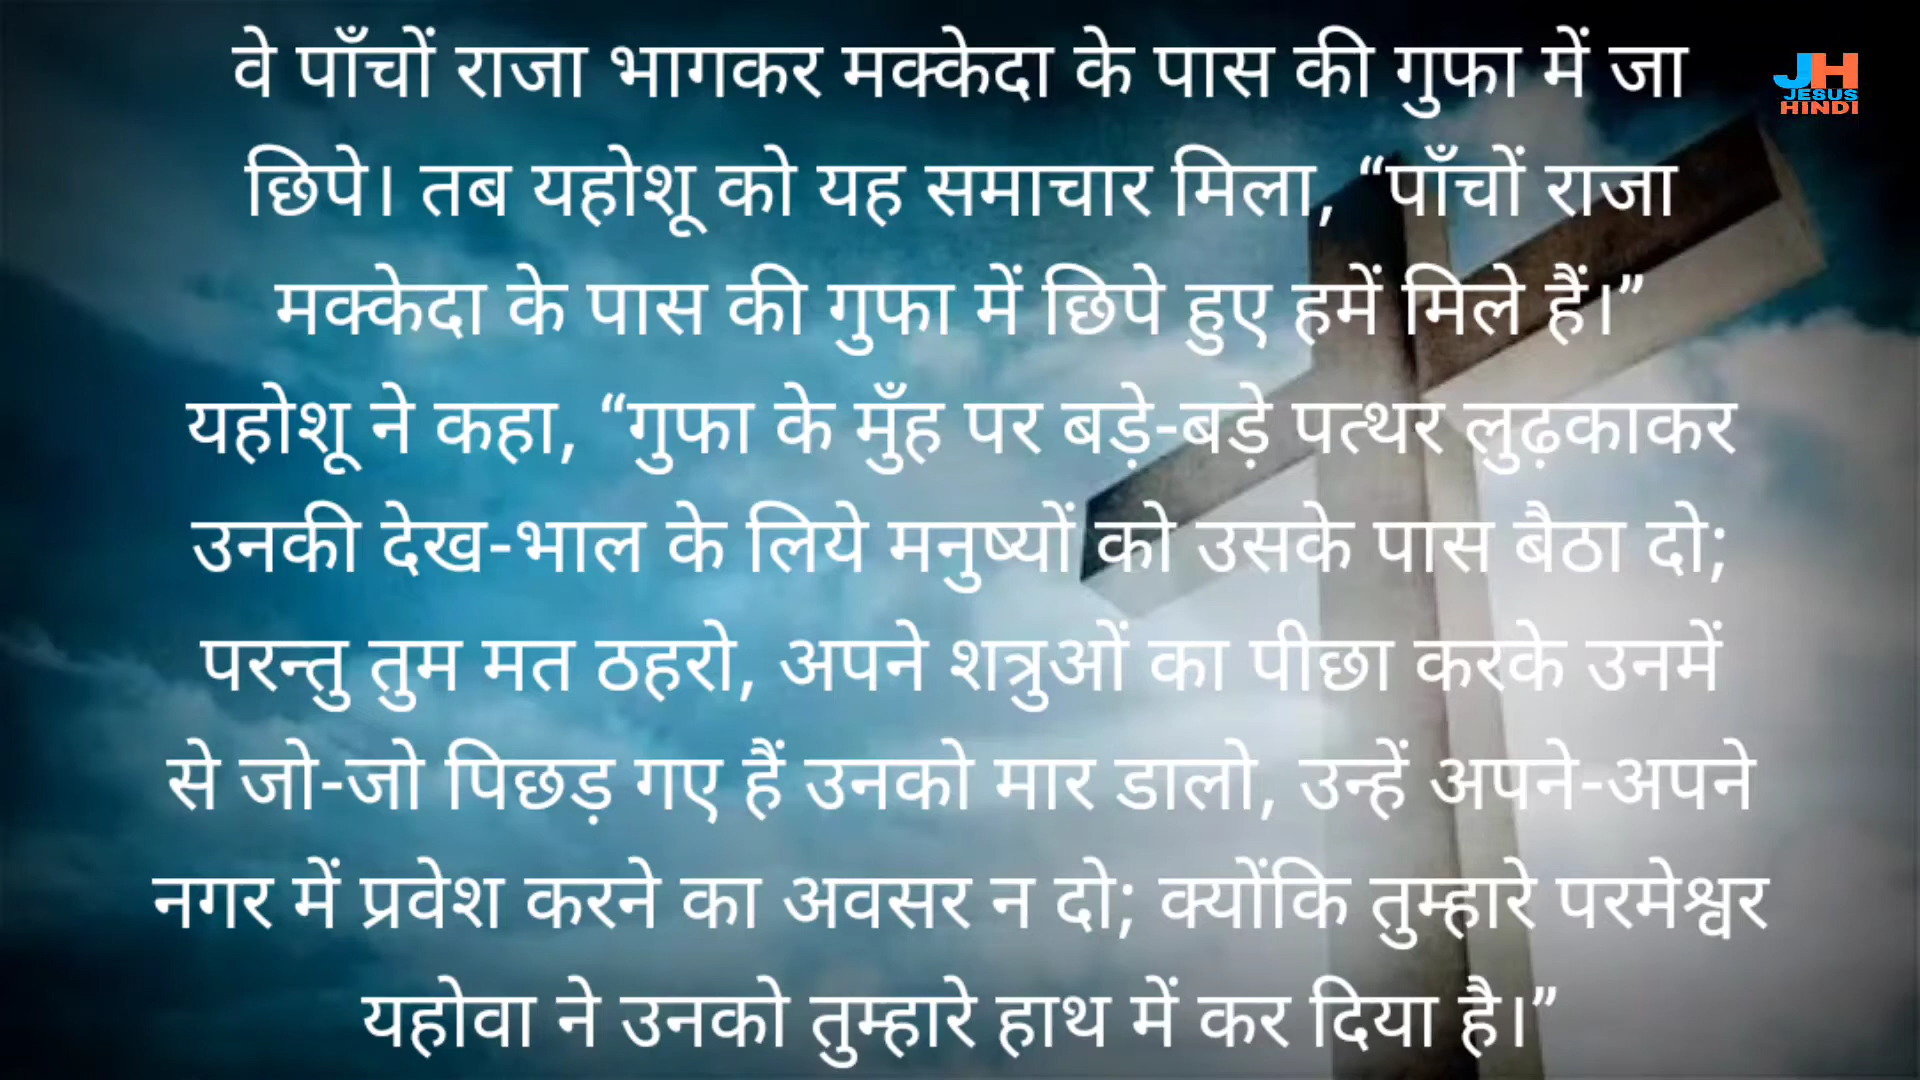 वे पाँचों राजा भागकर मक्केदा के पास की गुफा में जा
छिपे। तब यहोशू को यह समाचार मिला, “पाँचों राजा
मक्केदा के पास की गुफा में छिपे हुए हमें मिले हैं।”
यहोशू ने कहा, “गुफा के मुँह पर बड़े-बड़े पत्थर लुढ़काकर
उनकी देख-भाल के लिये मनुष्यों को उसके पास बैठा दो;
परन्तु तुम मत ठहरो, अपने शत्रुओं का पीछा करके उनमें
से जो-जो पिछड़ गए हैं उनको मार डालो, उन्हें अपने-अपने
नगर में प्रवेश करने का अवसर न दो; क्योंकि तुम्हारे परमेश्वर
यहोवा ने उनको तुम्हारे हाथ में कर दिया है।”
JH
JESUS
HINDI